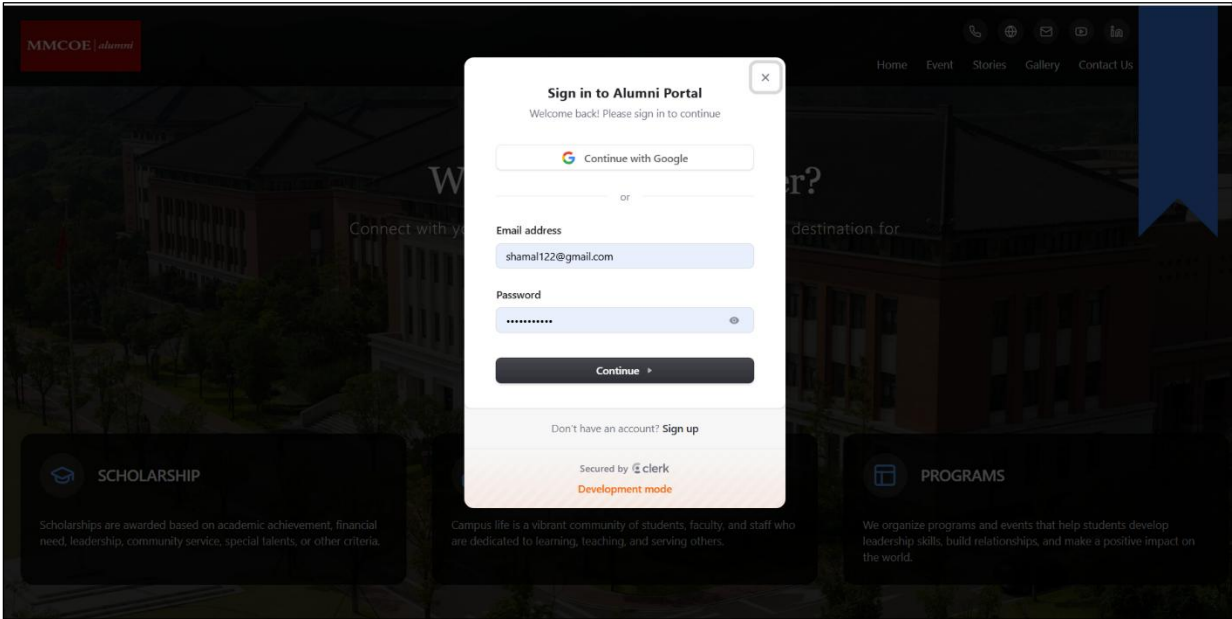 MMCOE alumni
Home Event Stories Gallery Contact Us
Sign in to Alumni Portal
Welcome back! Please sign in to continue
Continue with Google
or
W r?
Connect with yo destination for
Email address
shamal122@gmail.com
Password
•••••••••••
Continue
Don't have an account? Sign up
Secured by clerk
Development mode
SCHOLARSHIP
Scholarships are awarded based on academic achievement, financial
need, leadership, community service, special talents, or other criteria.
Campus life is a vibrant community of students, faculty, and staff who
are dedicated to learning, teaching, and serving others.
PROGRAMS
We organize programs and events that help students develop
leadership skills, build relationships, and make a positive impact on
the world.